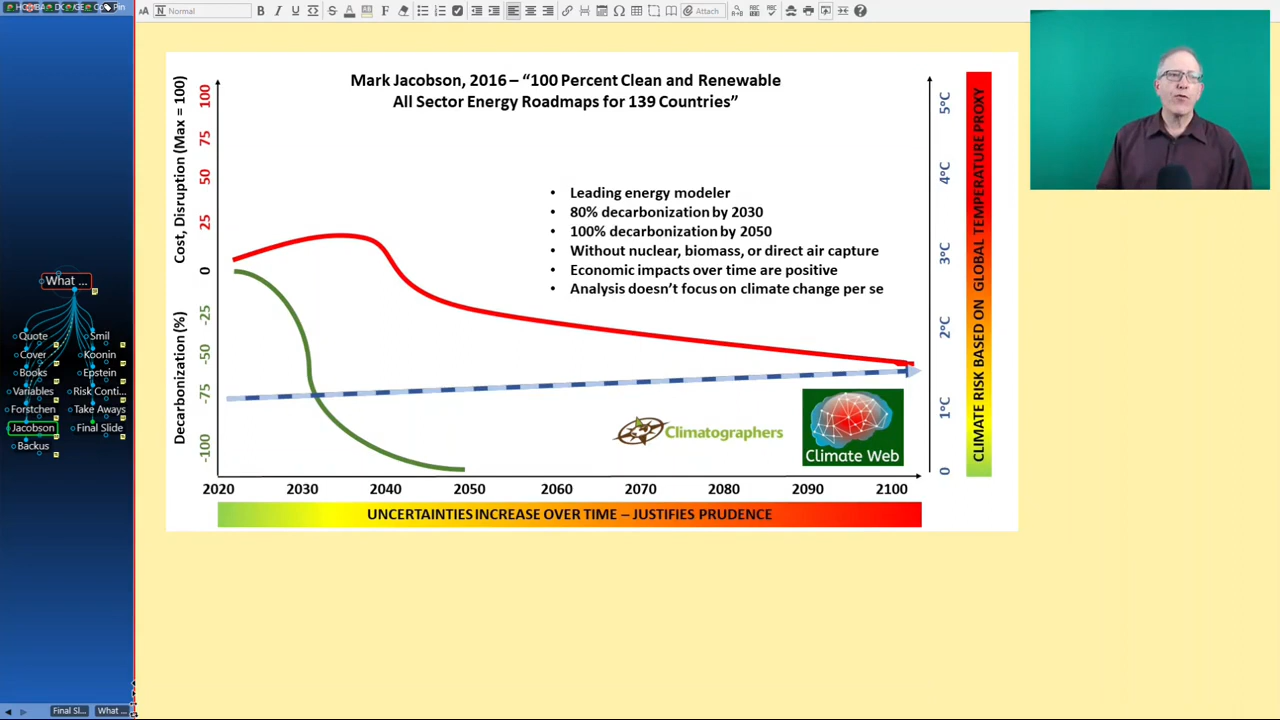 Normal
Attach
Mark Jacobson, 2016 – “100 Percent Clean and Renewable
All Sector Energy Roadmaps for 139 Countries”
Cost, Disruption (Max = 100)
Decarbonization (%)
100
75
50
25
0
-25
-50
-75
-100
• Leading energy modeler
• 80% decarbonization by 2030
• 100% decarbonization by 2050
• Without nuclear, biomass, or direct air capture
• Economic impacts over time are positive
• Analysis doesn’t focus on climate change per se
5°C
4°C
3°C
2°C
1°C
0
CLIMATE RISK BASED ON GLOBAL TEMPERATURE PROXY
Climatographers
Climate Web
2020 2030 2040 2050 2060 2070 2080 2090 2100
UNCERTAINTIES INCREASE OVER TIME – JUSTIFIES PRUDENCE
What ...
Quote
Cover
Books
Variables
Forstchen
Jacobson
Backus
Smil
Koonin
Epstein
Risk Conti...
Take Aways
Final Slide
Final Sl...
What ...